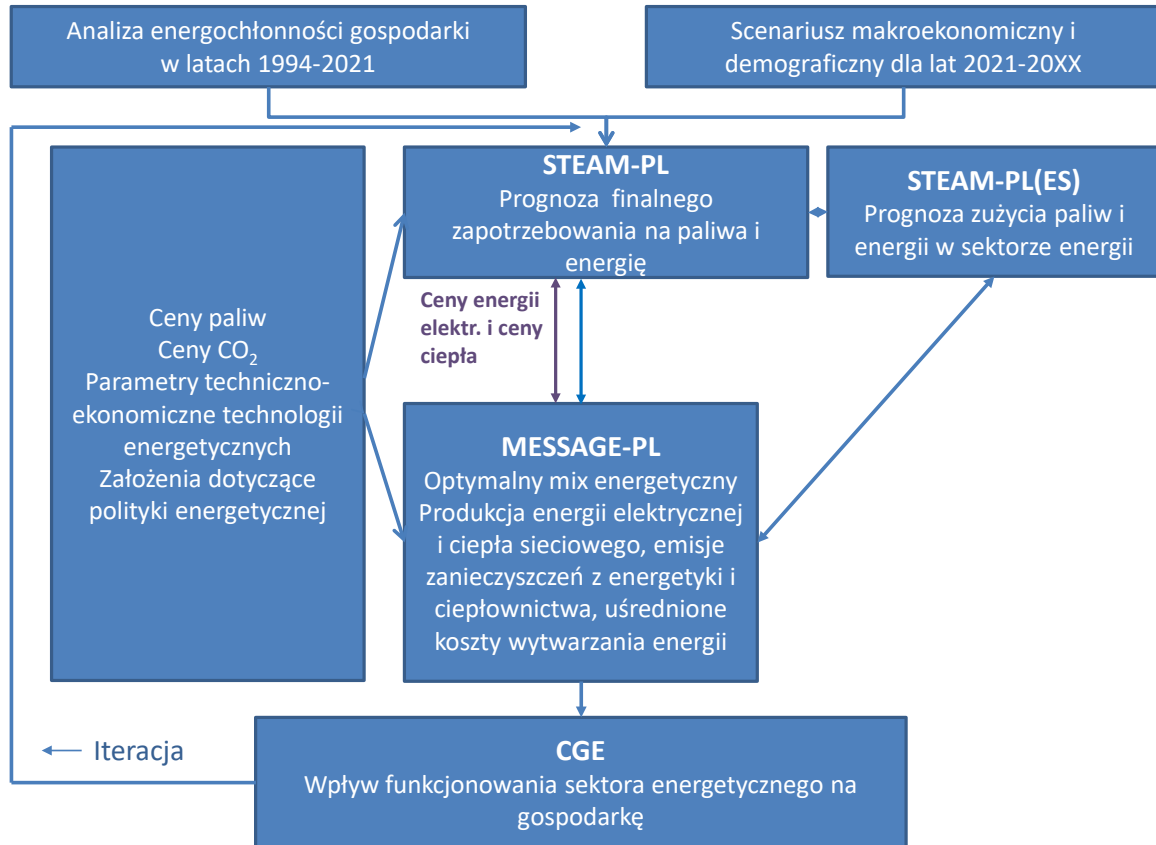 Analiza energochłonności gospodarki
w latach 1994-2021
Scenariusz makroekonomiczny i
demograficzny dla lat 2021-20XX
STEAM-PL
Prognoza finalnego
zapotrzebowania na paliwa i
energię
STEAM-PL(ES)
Prognoza zużycia paliw i
energii w sektorze energii
Ceny energii
elektr. i ceny
ciepła
Ceny paliw
Ceny CO₂
Parametry techniczno-
ekonomiczne technologii
energetycznych
Założenia dotyczące
polityki energetycznej
MESSAGE-PL
Optymalny mix energetyczny
Produkcja energii elektrycznej
i ciepła sieciowego, emisje
zanieczyszczeń z energetyki i
ciepłownictwa, uśrednione
koszty wytwarzania energii
Iteracja
CGE
Wpływ funkcjonowania sektora energetycznego na
gospodarkę